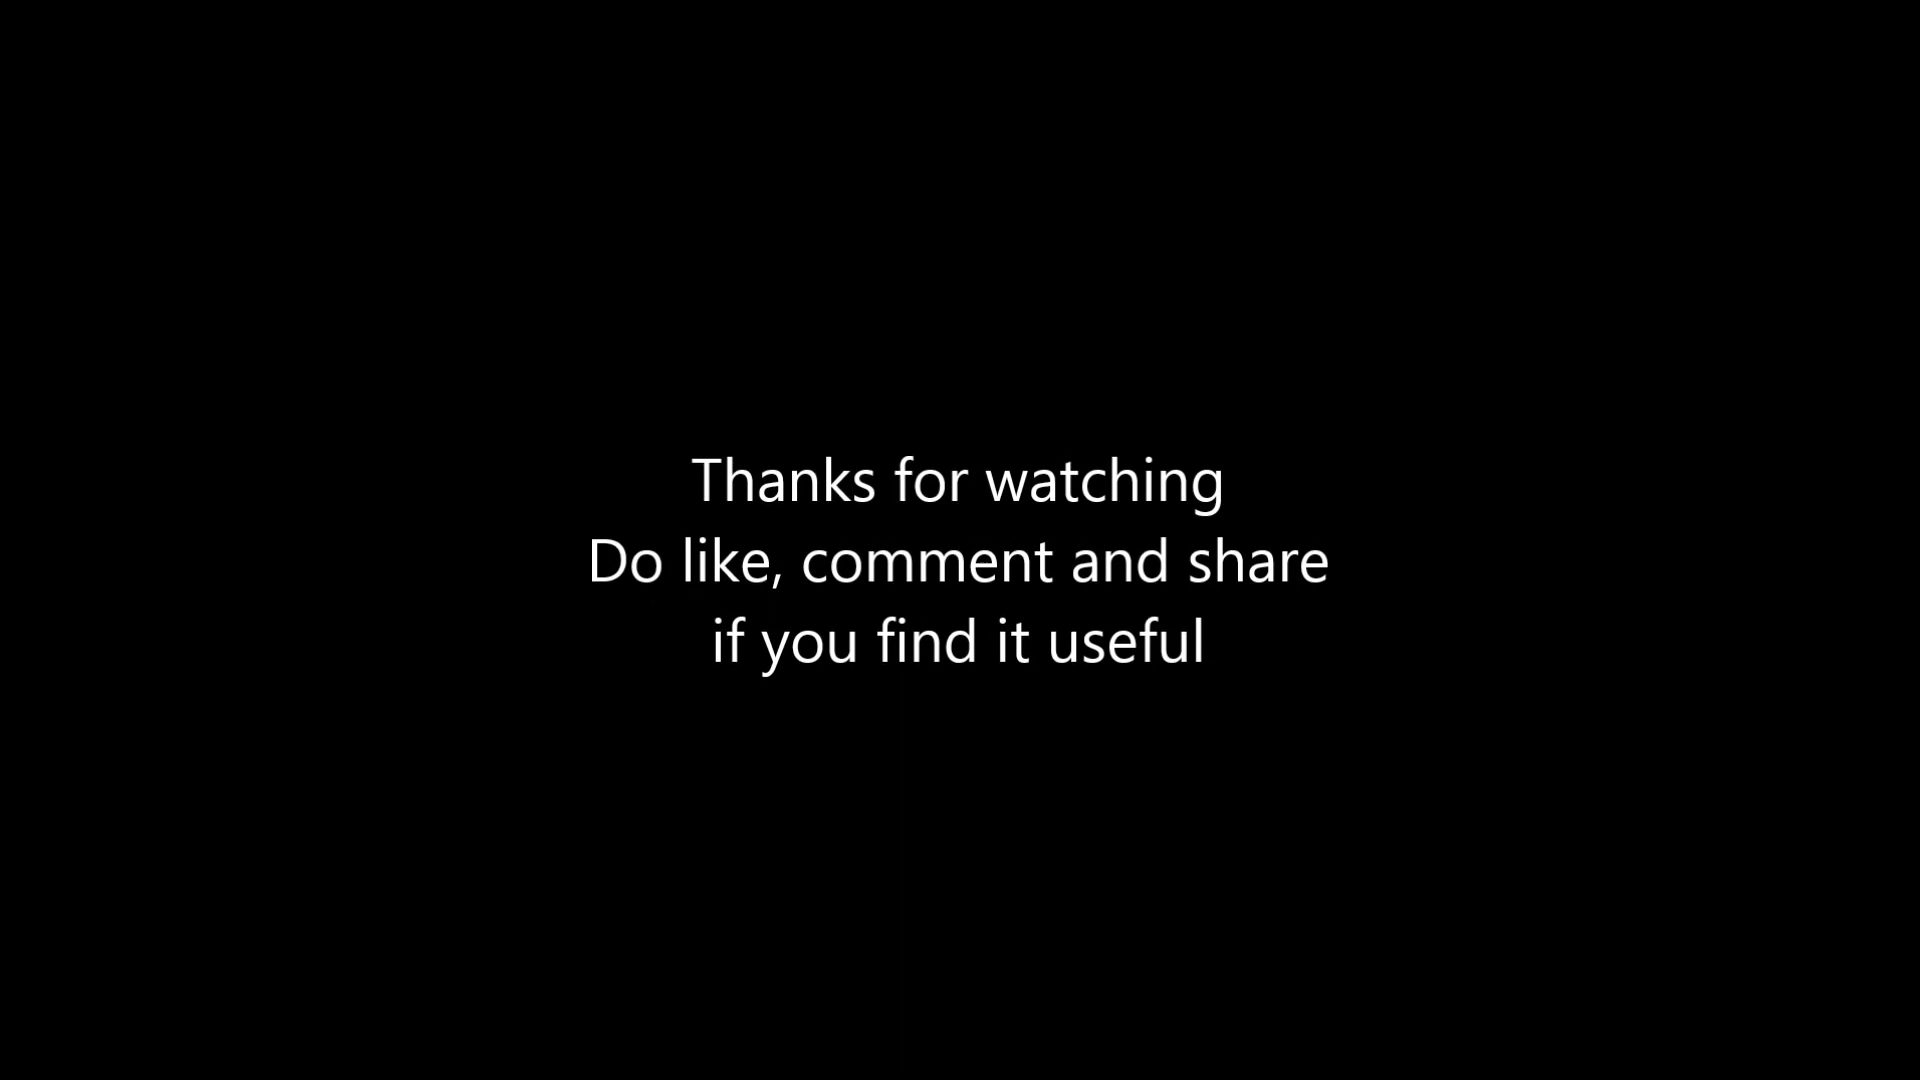 Thanks for watching
Do like, comment and share
if you find it useful